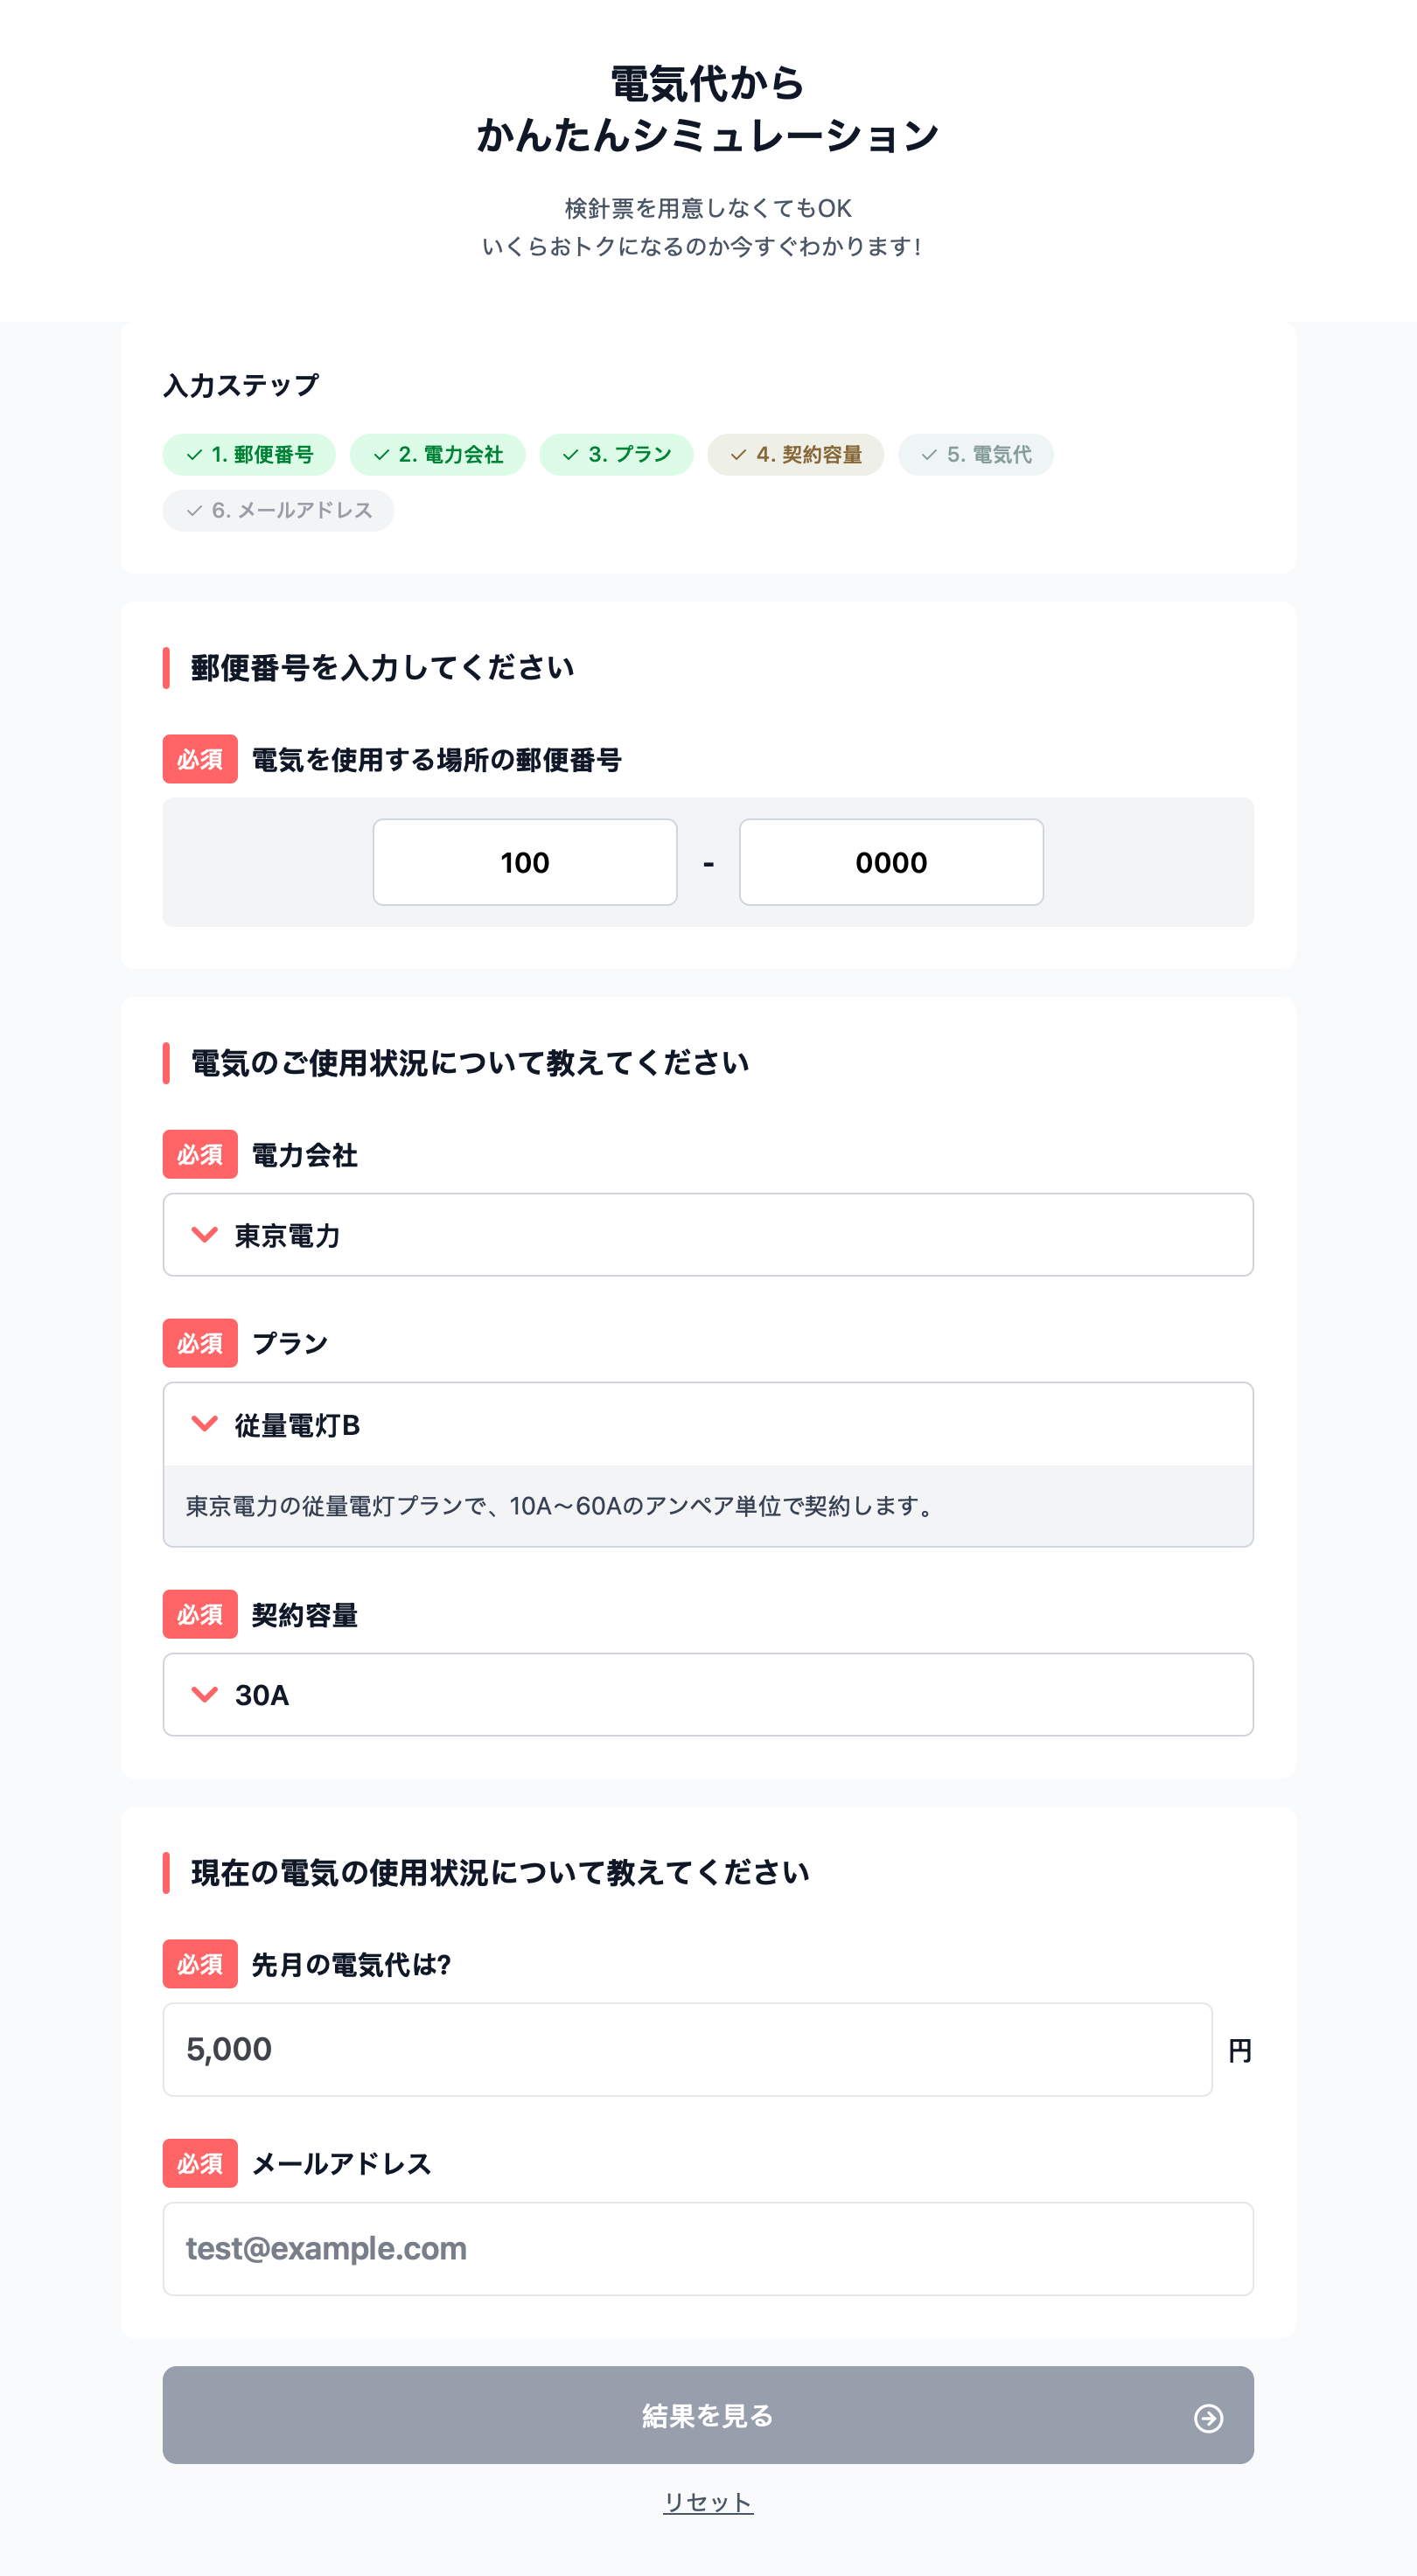 電気代から
かんたんシミュレーション
検針票を用意しなくてもOK
いくらおトクになるのか今すぐわかります!
入力ステップ
1. 郵便番号
2. 電力会社
3. プラン
4. 契約容量
5. 電気代
6. メールアドレス
郵便番号を入力してください
必須 電気を使用する場所の郵便番号
100 - 0000
電気のご使用状況について教えてください
必須 電力会社
東京電力
必須 プラン
従量電灯B
東京電力の従量電灯プランで、10A〜60Aのアンペア単位で契約します。
必須 契約容量
30A
現在の電気の使用状況について教えてください
必須 先月の電気代は?
5,000 円
必須 メールアドレス
test@example.com
結果を見る
リセット